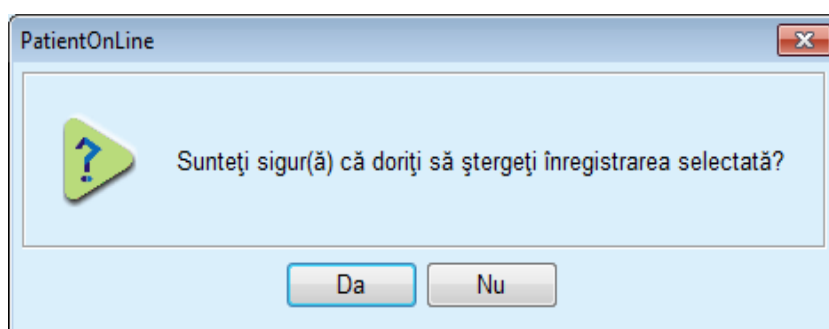 PatientOnLine
Sunteţi sigur(ă) că doriţi să ştergeţi înregistrarea selectată?
Da
Nu